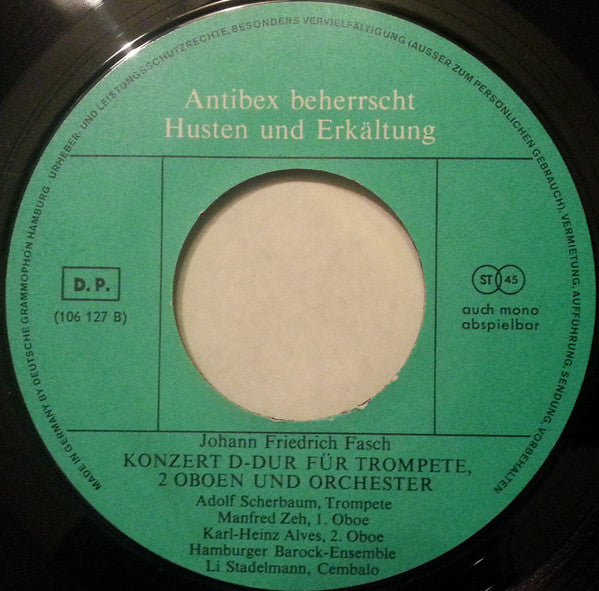 MADE IN GERMANY BY DEUTSCHE GRAMMOPHON HAMBURG · URHEBER- UND LEISTUNGSSCHUTZRECHTE, BESONDERS VERVIELFÄLTIGUNG (AUSSER ZUM PERSÖNLICHEN GEBRAUCH), VERMIETUNG, AUFFÜHRUNG, SENDUNG, VORBEHALTEN
Antibex beherrscht
Husten und Erkältung
D. P.
(106 127 B)
ST 45
auch mono
abspielbar
Johann Friedrich Fasch
KONZERT D-DUR FÜR TROMPETE,
2 OBOEN UND ORCHESTER
Adolf Scherbaum, Trompete
Manfred Zeh, 1. Oboe
Karl-Heinz Alves, 2. Oboe
Hamburger Barock-Ensemble
Li Stadelmann, Cembalo